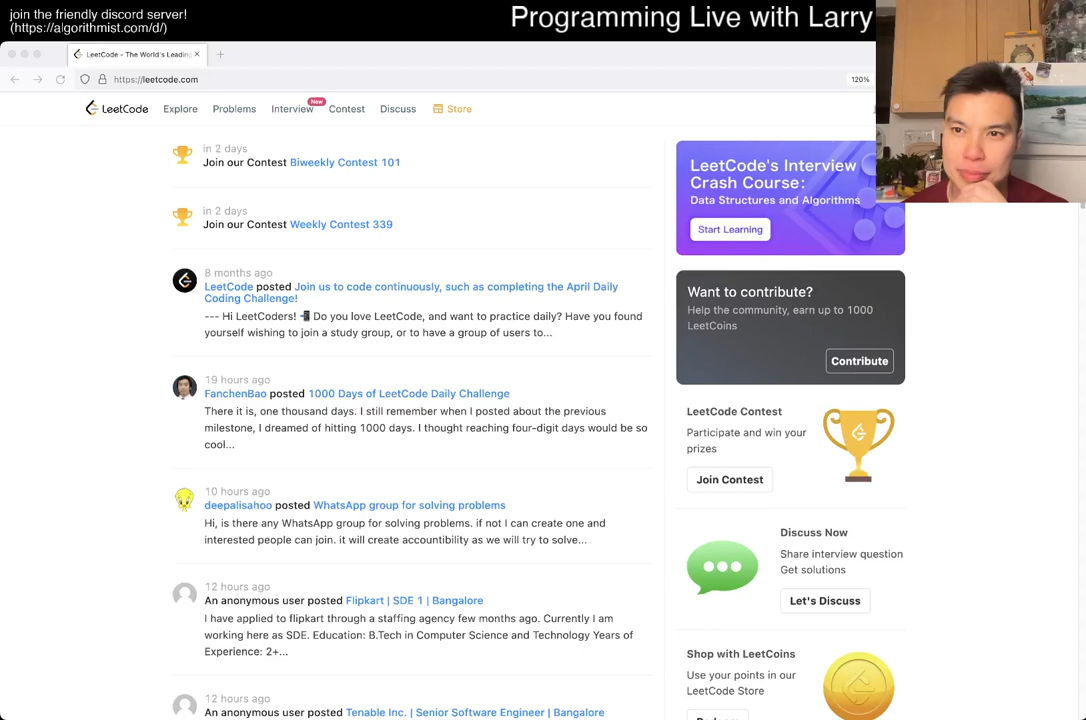 join the friendly discord server!
(https://algorithmist.com/d/)
Programming Live with Larry
LeetCode - The World's Leading
https://leetcode.com
120%
LeetCode
Explore
Problems
Interview
New
Contest
Discuss
Store
in 2 days
Join our Contest Biweekly Contest 101
in 2 days
Join our Contest Weekly Contest 339
8 months ago
LeetCode posted Join us to code continuously, such as completing the April Daily
Coding Challenge!
--- Hi LeetCoders! 📲 Do you love LeetCode, and want to practice daily? Have you found
yourself wishing to join a study group, or to have a group of users to...
19 hours ago
FanchenBao posted 1000 Days of LeetCode Daily Challenge
There it is, one thousand days. I still remember when I posted about the previous
milestone, I dreamed of hitting 1000 days. I thought reaching four-digit days would be so
cool...
10 hours ago
deepalisahoo posted WhatsApp group for solving problems
Hi, is there any WhatsApp group for solving problems. if not I can create one and
interested people can join. it will create accountibility as we will try to solve...
12 hours ago
An anonymous user posted Flipkart | SDE 1 | Bangalore
I have applied to flipkart through a staffing agency few months ago. Currently I am
working here as SDE. Education: B.Tech in Computer Science and Technology Years of
Experience: 2+...
12 hours ago
An anonymous user posted Tenable Inc. | Senior Software Engineer | Bangalore
LeetCode's Interview
Crash Course:
Data Structures and Algorithms
Start Learning
Want to contribute?
Help the community, earn up to 1000
LeetCoins
Contribute
LeetCode Contest
Participate and win your
prizes
Join Contest
Discuss Now
Share interview question
Get solutions
Let's Discuss
Shop with LeetCoins
Use your points in our
LeetCode Store